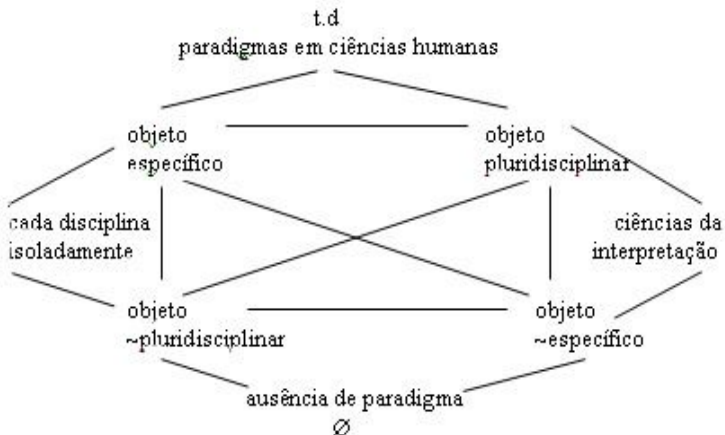 t.d
paradigmas em ciências humanas
objeto
específico
objeto
pluridisciplinar
cada disciplina
isoladamente
ciências da
interpretação
objeto
~pluridisciplinar
objeto
~específico
ausência de paradigma
∅